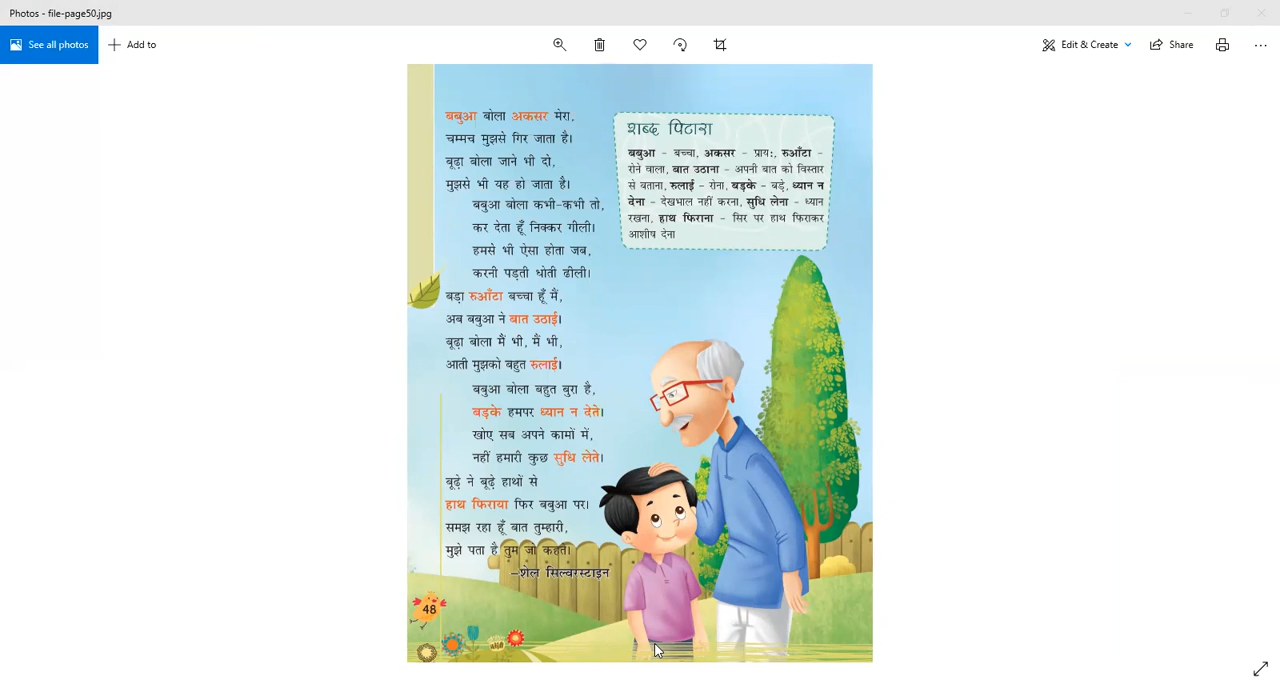 Photos - file-page50.jpg
See all photos
Add to
Edit & Create
Share
बबुआ बोला अकसर मेरा,
चम्मच मुझसे गिर जाता है।
बूढ़ा बोला जाने भी दो,
मुझसे भी यह हो जाता है।
बबुआ बोला कभी-कभी तो,
कर देता हूँ निक्कर गीली।
हमसे भी ऐसा होता जब,
करनी पड़ती धोती ढीली।
बड़ा रुआँटा बच्चा हूँ मैं,
अब बबुआ ने बात उठाई।
बूढ़ा बोला मैं भी, मैं भी,
आती मुझको बहुत रुलाई।
बबुआ बोला बहुत बुरा है,
बड़के हमपर ध्यान न देते।
खोए सब अपने कामों में,
नहीं हमारी कुछ सुधि लेते।
बूढ़े ने बूढ़े हाथों से
हाथ फिराया फिर बबुआ पर।
समझ रहा हूँ बात तुम्हारी,
मुझे पता है तुम जो कहते।
–शेल सिल्वरस्टाइन
शब्द पिटारा
बबुआ – बच्चा, अकसर – प्राय:, रुआँटा –
रोने वाला, बात उठाना – अपनी बात को विस्तार
से बताना, रुलाई – रोना, बड़के – बड़े, ध्यान न
देना – देखभाल नहीं करना, सुधि लेना – ध्यान
रखना, हाथ फिराना – सिर पर हाथ फिराकर
आशीष देना
48